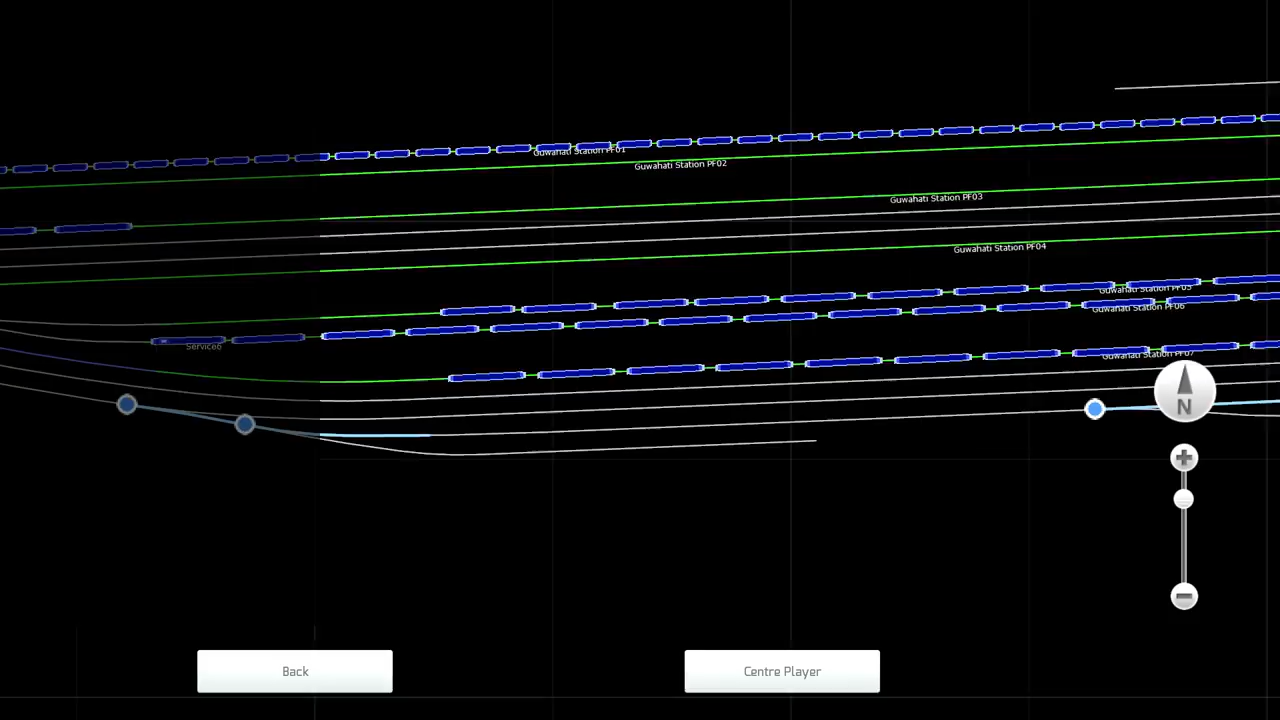 Guwahati Station PF01
Guwahati Station PF02
Guwahati Station PF03
Guwahati Station PF04
Guwahati Station PF05
Guwahati Station PF06
Service6
Guwahati Station PF07
N
Back
Centre Player